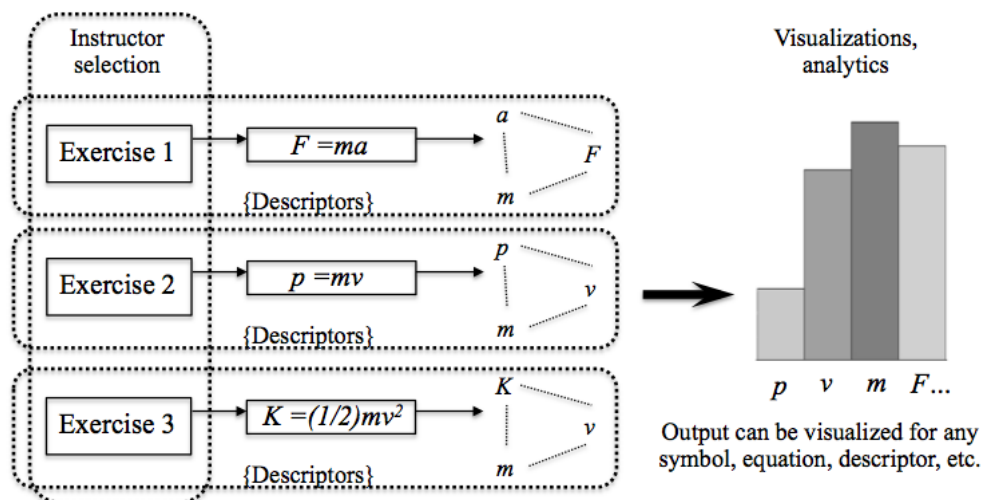 Instructor
selection
Exercise 1
F =ma
{Descriptors}
a
F
m
Exercise 2
p =mv
{Descriptors}
p
v
m
Exercise 3
K =(1/2)mv²
{Descriptors}
K
v
m
Visualizations,
analytics
p v m F...
Output can be visualized for any
symbol, equation, descriptor, etc.